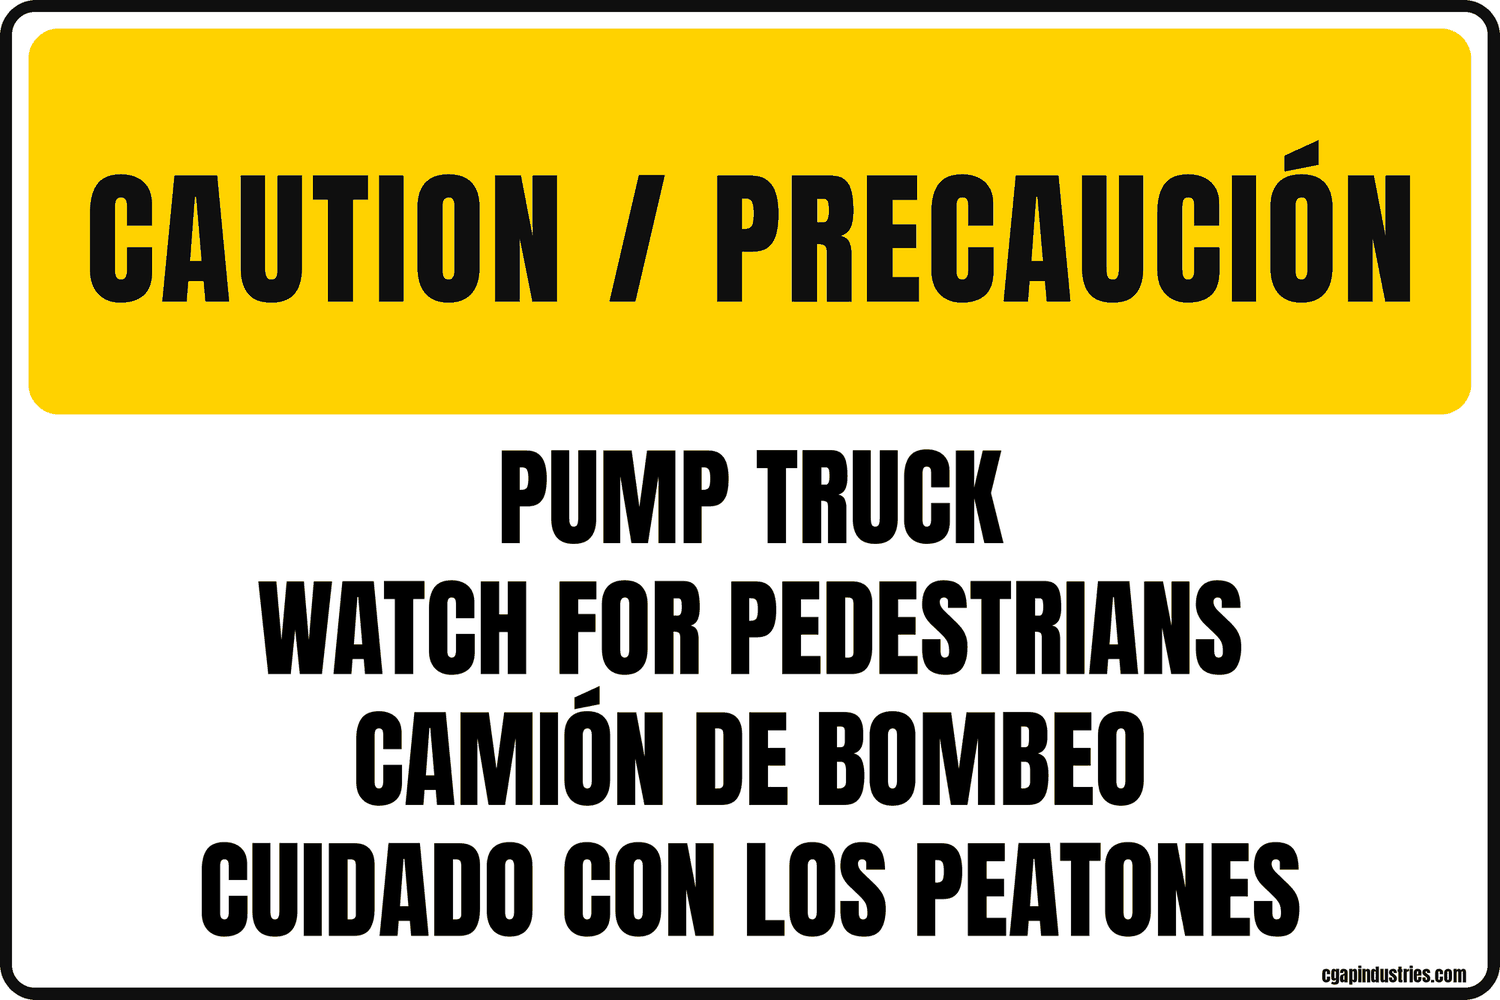 CAUTION / PRECAUCIÓN
PUMP TRUCK
WATCH FOR PEDESTRIANS
CAMIÓN DE BOMBEO
CUIDADO CON LOS PEATONES
cgapindustries.com